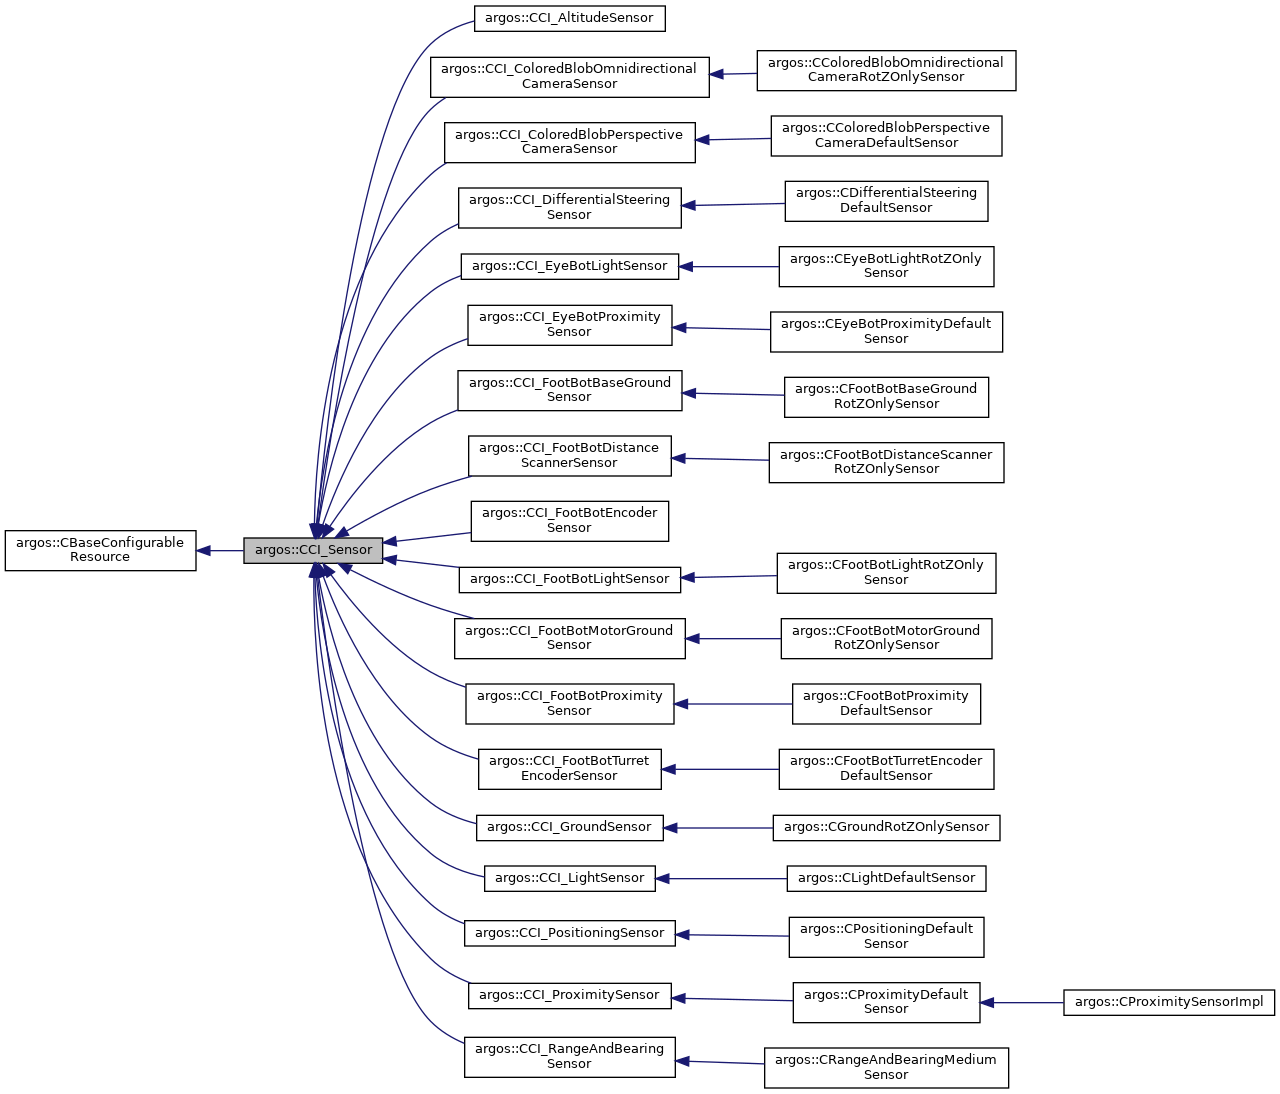 argos::CCI_AltitudeSensor
argos::CCI_ColoredBlobOmnidirectional
CameraSensor
argos::CColoredBlobOmnidirectional
CameraRotZOnlySensor
argos::CCI_ColoredBlobPerspective
CameraSensor
argos::CColoredBlobPerspective
CameraDefaultSensor
argos::CCI_DifferentialSteering
Sensor
argos::CDifferentialSteering
DefaultSensor
argos::CCI_EyeBotLightSensor
argos::CEyeBotLightRotZOnly
Sensor
argos::CCI_EyeBotProximity
Sensor
argos::CEyeBotProximityDefault
Sensor
argos::CCI_FootBotBaseGround
Sensor
argos::CFootBotBaseGround
RotZOnlySensor
argos::CCI_FootBotDistance
ScannerSensor
argos::CFootBotDistanceScanner
RotZOnlySensor
argos::CCI_FootBotEncoder
Sensor
argos::CBaseConfigurable
Resource
argos::CCI_Sensor
argos::CCI_FootBotLightSensor
argos::CFootBotLightRotZOnly
Sensor
argos::CCI_FootBotMotorGround
Sensor
argos::CFootBotMotorGround
RotZOnlySensor
argos::CCI_FootBotProximity
Sensor
argos::CFootBotProximity
DefaultSensor
argos::CCI_FootBotTurret
EncoderSensor
argos::CFootBotTurretEncoder
DefaultSensor
argos::CCI_GroundSensor
argos::CGroundRotZOnlySensor
argos::CCI_LightSensor
argos::CLightDefaultSensor
argos::CCI_PositioningSensor
argos::CPositioningDefault
Sensor
argos::CCI_ProximitySensor
argos::CProximityDefault
Sensor
argos::CProximitySensorImpl
argos::CCI_RangeAndBearing
Sensor
argos::CRangeAndBearingMedium
Sensor